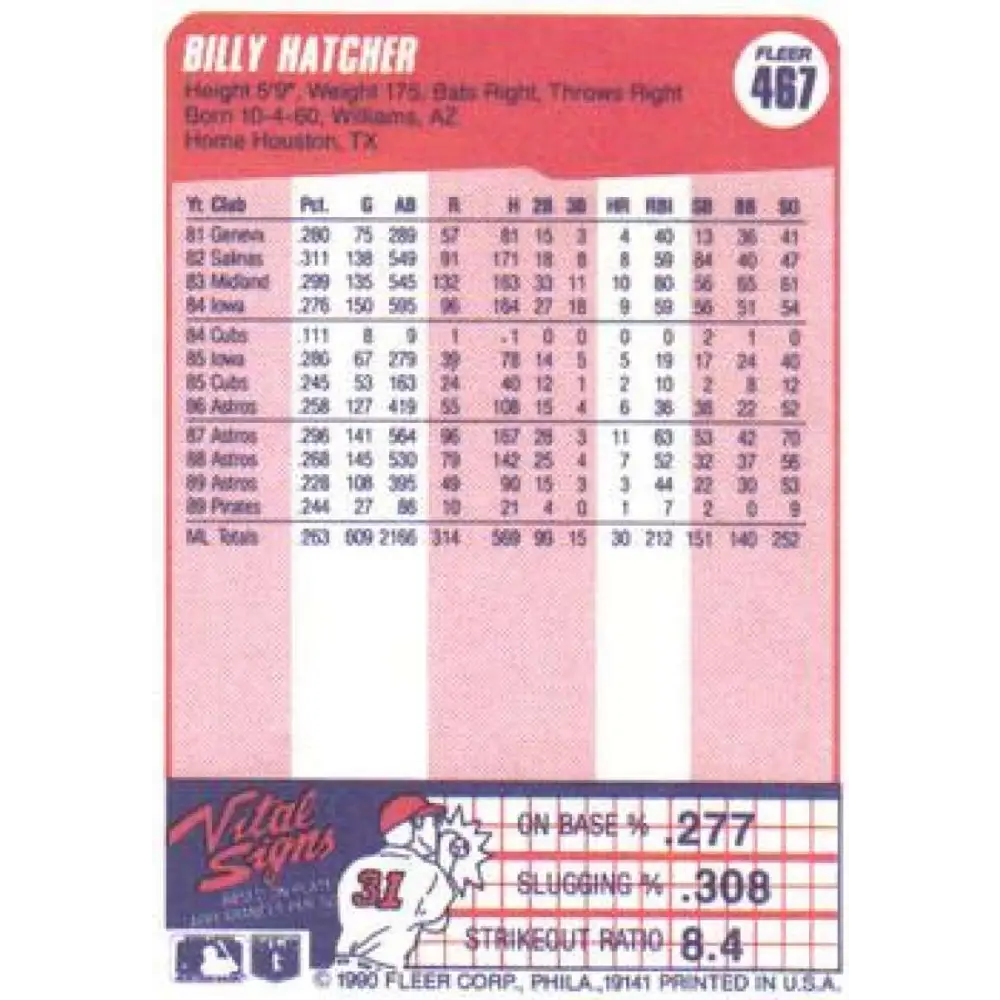 BILLY HATCHER
FLEER
467
Height 5'9", Weight 175, Bats Right, Throws Right
Born 10-4-60, Williams, AZ
Home Houston, TX
Yr. Club Pct. G AB R H 2B 3B HR RBI SB BB SO
81 Geneva .280 75 289 57 81 15 3 4 40 13 36 41
82 Salinas .311 138 549 91 171 18 8 8 59 84 40 47
83 Midland .299 135 545 132 163 33 11 10 80 56 65 61
84 Iowa .276 150 595 96 164 27 18 9 59 56 51 54
84 Cubs .111 8 9 1 1 0 0 0 0 2 1 0
85 Iowa .280 67 279 39 78 14 5 5 19 17 24 40
85 Cubs .245 53 163 24 40 12 1 2 10 2 8 12
86 Astros .258 127 419 55 108 15 4 6 36 38 22 52
87 Astros .296 141 564 96 167 28 3 11 63 53 42 70
88 Astros .268 145 530 79 142 25 4 7 52 32 37 56
89 Astros .228 108 395 49 90 15 3 3 44 22 30 53
89 Pirates .244 27 86 10 21 4 0 1 7 2 0 9
ML Totals .263 609 2166 314 569 99 15 30 212 151 140 252
Vital Signs
31
ON BASE % .277
SLUGGING % .308
STRIKEOUT RATIO 8.4
© 1990 FLEER CORP., PHILA., 19141 PRINTED IN U.S.A.